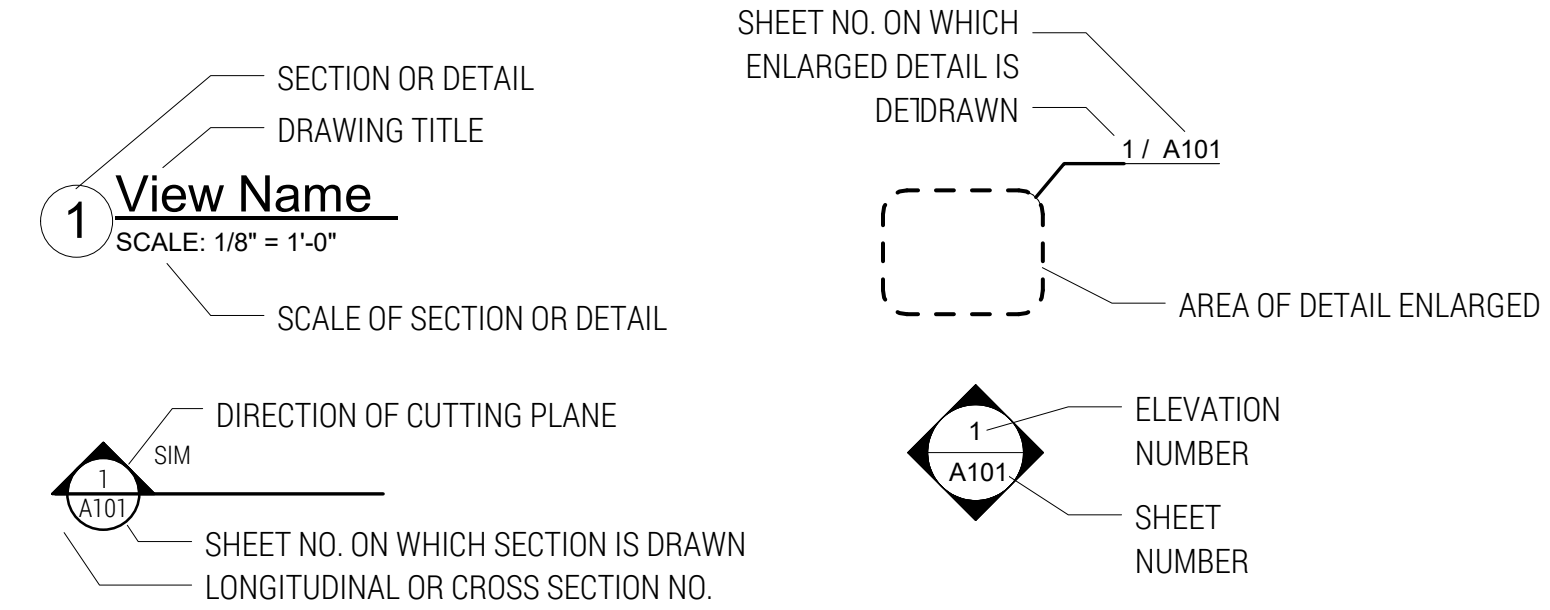 SECTION OR DETAIL
DRAWING TITLE
1
View Name
SCALE: 1/8" = 1'-0"
SCALE OF SECTION OR DETAIL
SHEET NO. ON WHICH
ENLARGED DETAIL IS
DRAWN
1 / A101
AREA OF DETAIL ENLARGED
DIRECTION OF CUTTING PLANE
SIM
1
A101
SHEET NO. ON WHICH SECTION IS DRAWN
LONGITUDINAL OR CROSS SECTION NO.
1
A101
ELEVATION
NUMBER
SHEET
NUMBER